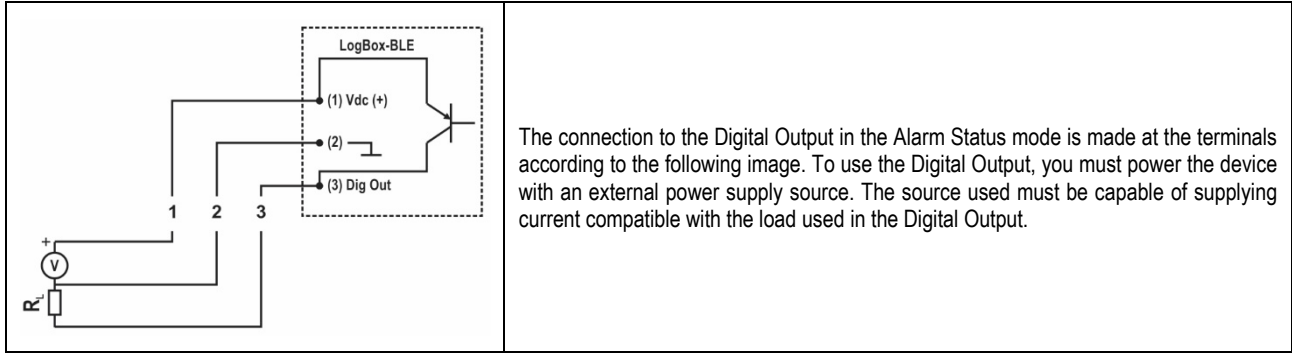 LogBox-BLE
(1) Vdc (+)
(2)
(3) Dig Out
1 2 3
+
V
RL
The connection to the Digital Output in the Alarm Status mode is made at the terminals
according to the following image. To use the Digital Output, you must power the device
with an external power supply source. The source used must be capable of supplying
current compatible with the load used in the Digital Output.